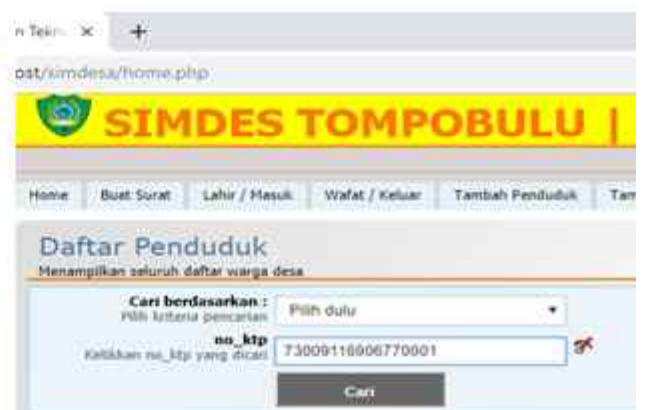 n Tekn
ost/simdesa/home.php
SIMDES TOMPOBULU |
Home Buat Surat Lahir / Masuk Wafat / Keluar Tambah Penduduk Tam
Daftar Penduduk
Menampilkan seluruh daftar warga desa
Cari berdasarkan :
Pilih kriteria pencarian
Pilih dulu
no_ktp
Ketikkan no_ktp yang dicari
73009116906770001
Cari